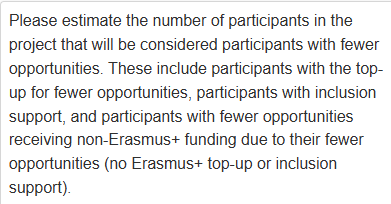 Please estimate the number of participants in the
project that will be considered participants with fewer
opportunities. These include participants with the top-
up for fewer opportunities, participants with inclusion
support, and participants with fewer opportunities
receiving non-Erasmus+ funding due to their fewer
opportunities (no Erasmus+ top-up or inclusion
support).